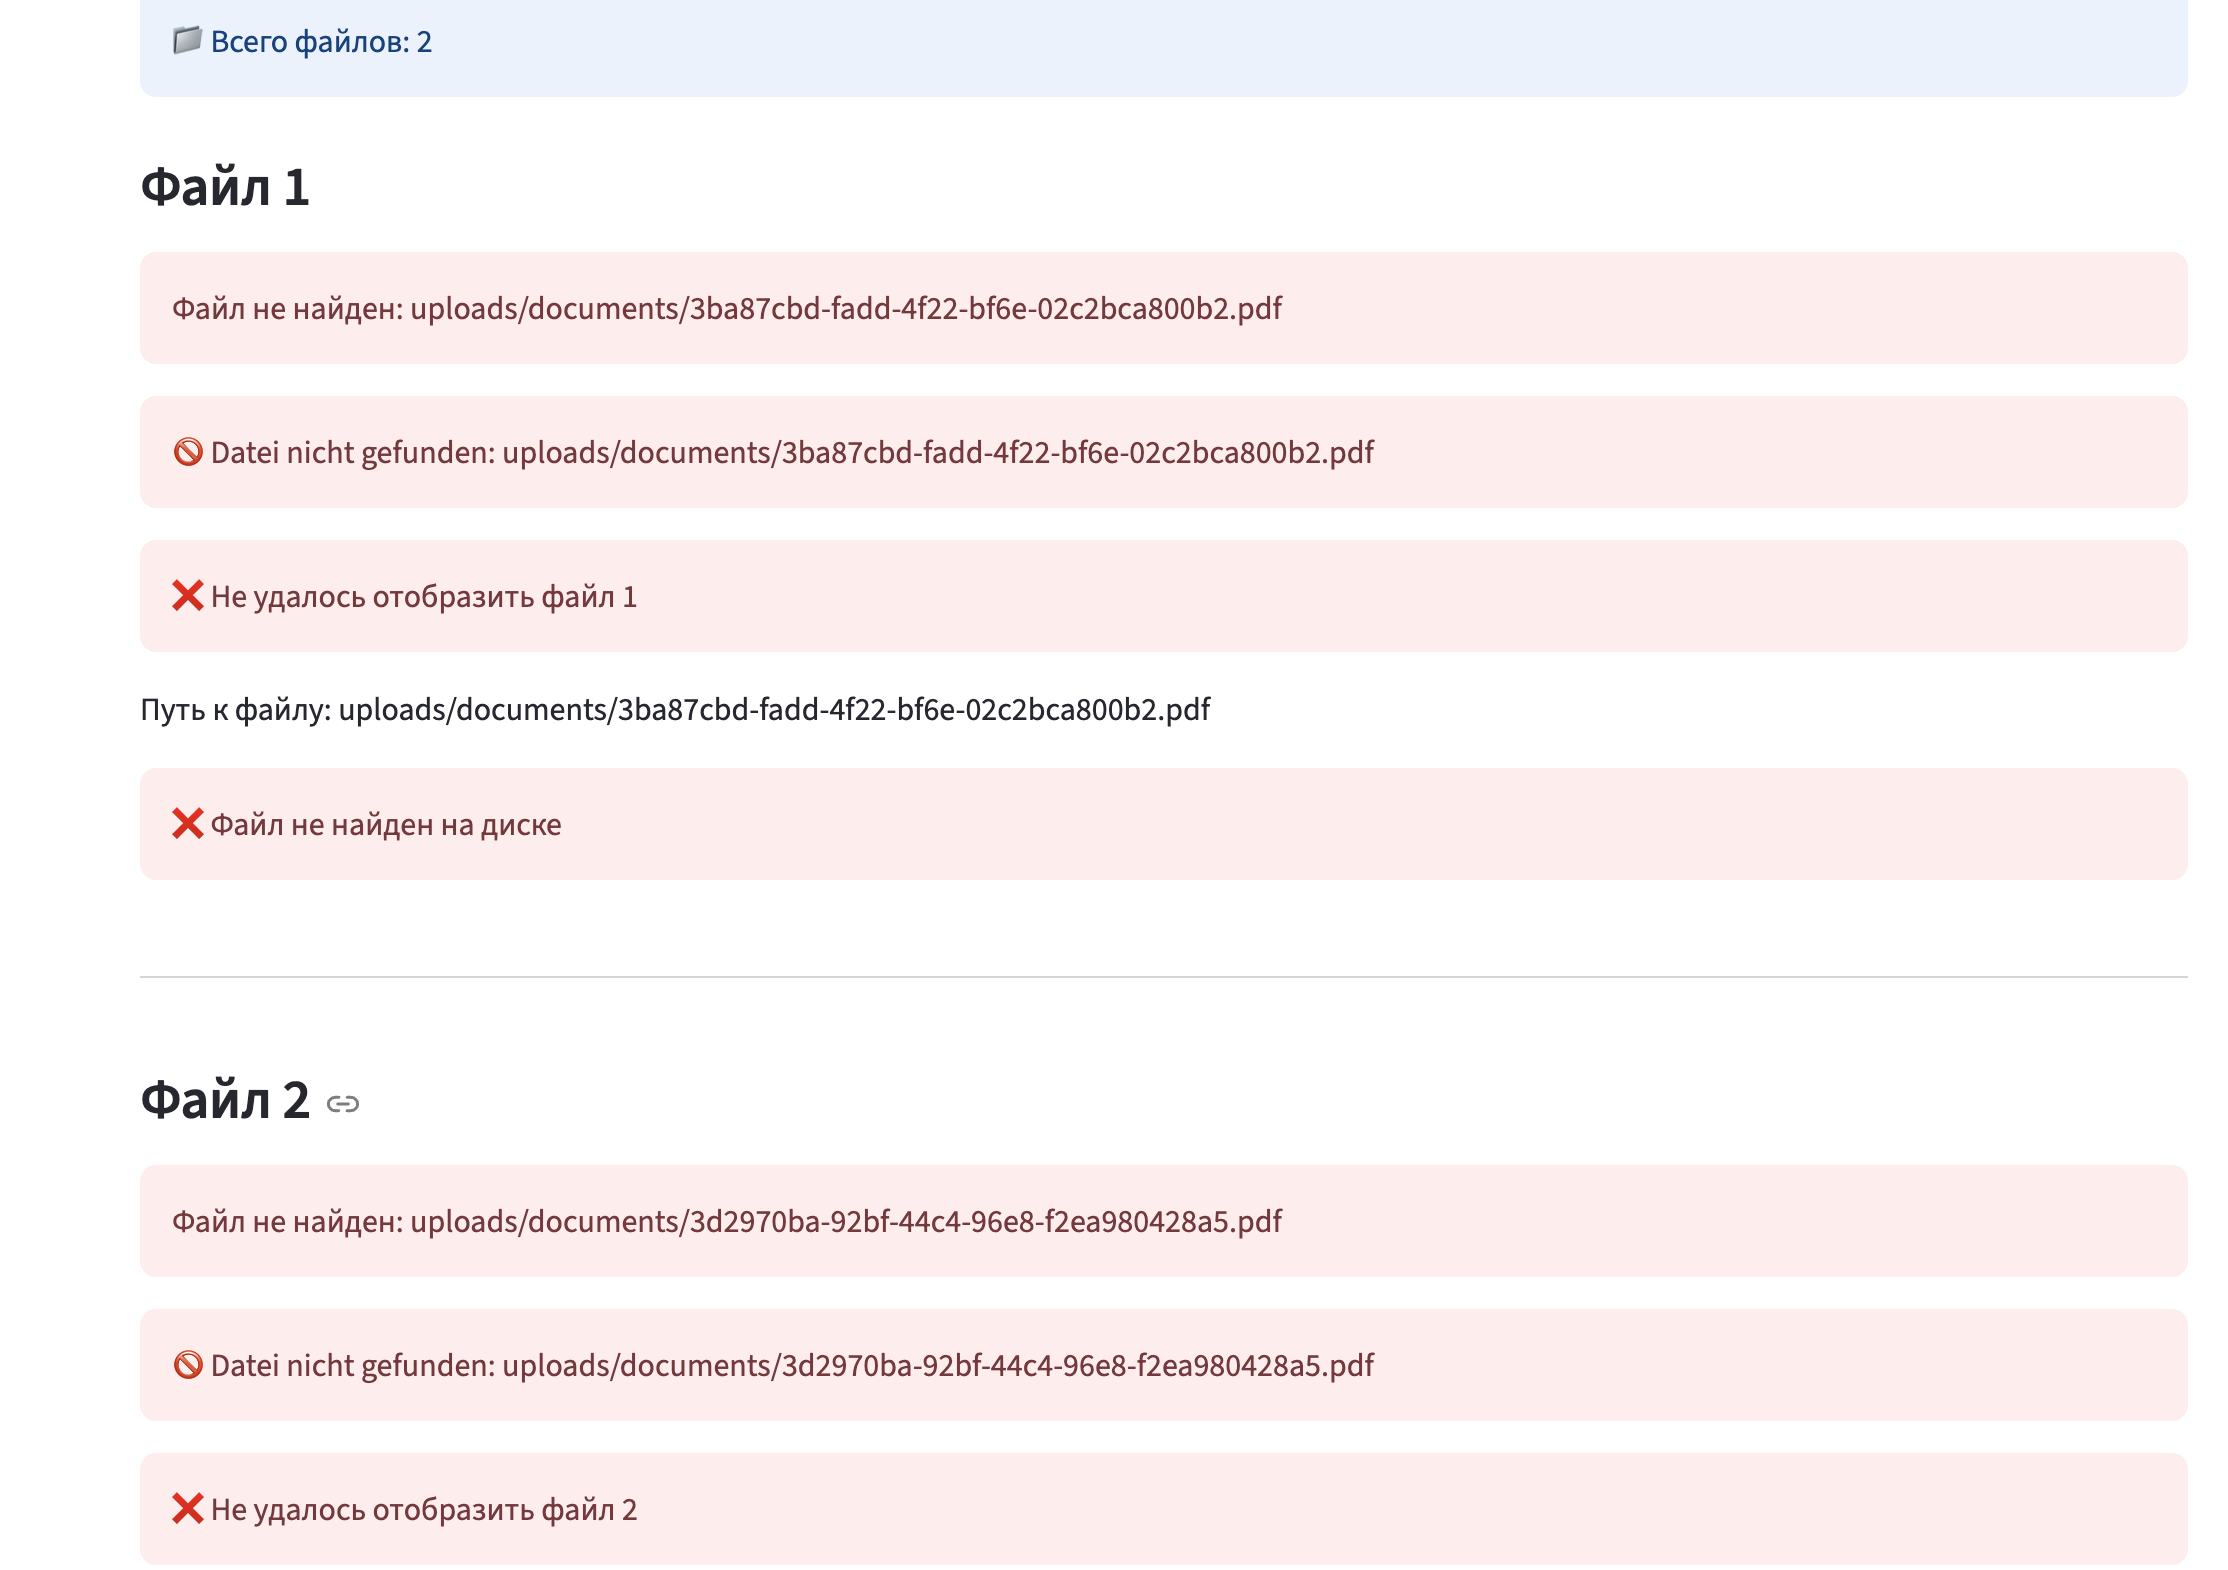 📁 Всего файлов: 2
Файл 1
Файл не найден: uploads/documents/3ba87cbd-fadd-4f22-bf6e-02c2bca800b2.pdf
🚫 Datei nicht gefunden: uploads/documents/3ba87cbd-fadd-4f22-bf6e-02c2bca800b2.pdf
❌ Не удалось отобразить файл 1
Путь к файлу: uploads/documents/3ba87cbd-fadd-4f22-bf6e-02c2bca800b2.pdf
❌ Файл не найден на диске
Файл 2
Файл не найден: uploads/documents/3d2970ba-92bf-44c4-96e8-f2ea980428a5.pdf
🚫 Datei nicht gefunden: uploads/documents/3d2970ba-92bf-44c4-96e8-f2ea980428a5.pdf
❌ Не удалось отобразить файл 2